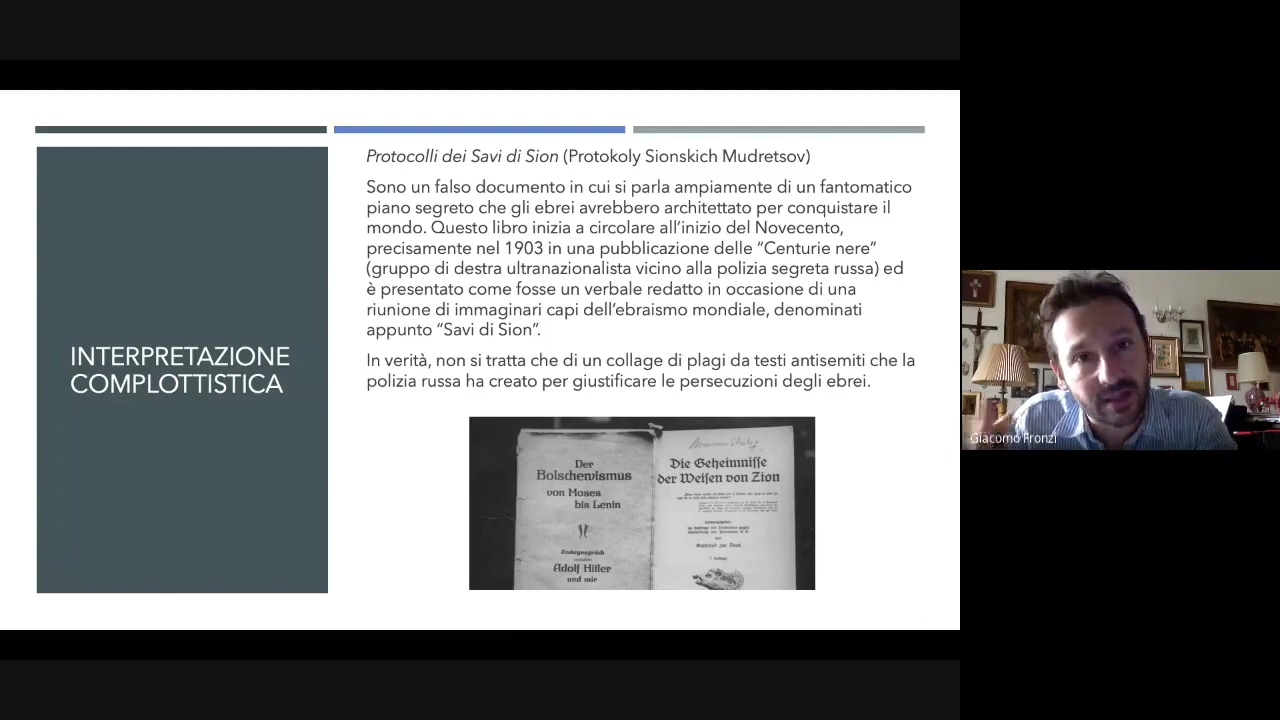 Protocolli dei Savi di Sion (Protokoly Sionskich Mudretsov)
Sono un falso documento in cui si parla ampiamente di un fantomatico
piano segreto che gli ebrei avrebbero architettato per conquistare il
mondo. Questo libro inizia a circolare all’inizio del Novecento,
precisamente nel 1903 in una pubblicazione delle “Centurie nere”
(gruppo di destra ultranazionalista vicino alla polizia segreta russa) ed
è presentato come fosse un verbale redatto in occasione di una
riunione di immaginari capi dell’ebraismo mondiale, denominati
appunto “Savi di Sion”.
In verità, non si tratta che di un collage di plagi da testi antisemiti che la
polizia russa ha creato per giustificare le persecuzioni degli ebrei.
INTERPRETAZIONE
COMPLOTTISTICA
Der
Bolschewismus
von Moses
bis Lenin
Zwiegespräch
Adolf Hitler
und mir
Die Geheimnisse
der Weisen von Zion
Giacomo Fronzi